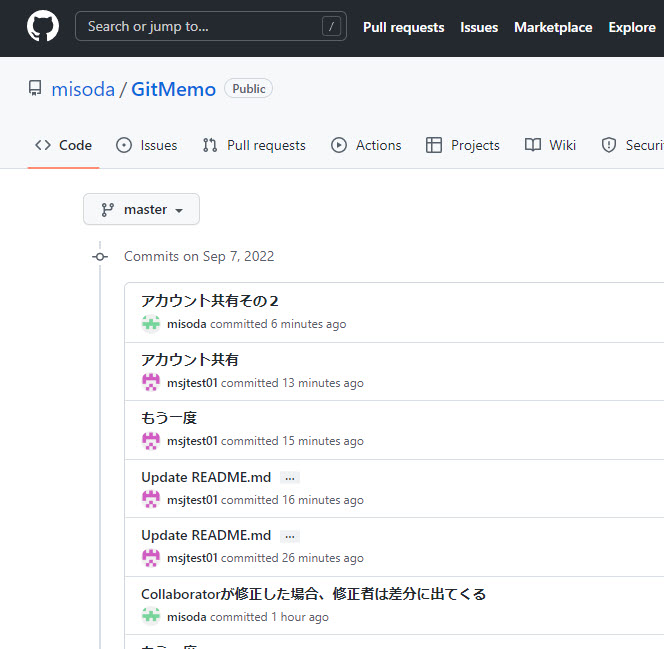 Search or jump to... / Pull requests Issues Marketplace Explore
misoda / GitMemo Public
Code Issues Pull requests Actions Projects Wiki Securi
master
Commits on Sep 7, 2022
アカウント共有その２
misoda committed 6 minutes ago
アカウント共有
msjtest01 committed 13 minutes ago
もう一度
msjtest01 committed 15 minutes ago
Update README.md ...
msjtest01 committed 16 minutes ago
Update README.md ...
msjtest01 committed 26 minutes ago
Collaboratorが修正した場合、修正者は差分に出てくる
misoda committed 1 hour ago